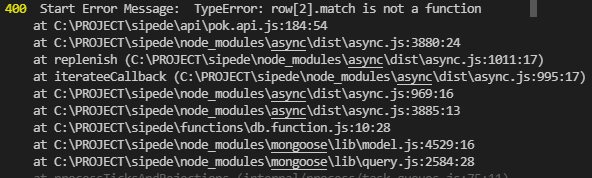 400 Start Error Message:  TypeError: row[2].match is not a function
at C:\PROJECT\sipede\api\pok.api.js:184:54
at C:\PROJECT\sipede\node_modules\async\dist\async.js:3880:24
at replenish (C:\PROJECT\sipede\node_modules\async\dist\async.js:1011:17)
at iterateeCallback (C:\PROJECT\sipede\node_modules\async\dist\async.js:995:17)
at C:\PROJECT\sipede\node_modules\async\dist\async.js:969:16
at C:\PROJECT\sipede\node_modules\async\dist\async.js:3885:13
at C:\PROJECT\sipede\functions\db.function.js:10:28
at C:\PROJECT\sipede\node_modules\mongoose\lib\model.js:4529:16
at C:\PROJECT\sipede\node_modules\mongoose\lib\query.js:2584:28
at processTicksAndRejections (internal/process/task_queues.js:75:11)